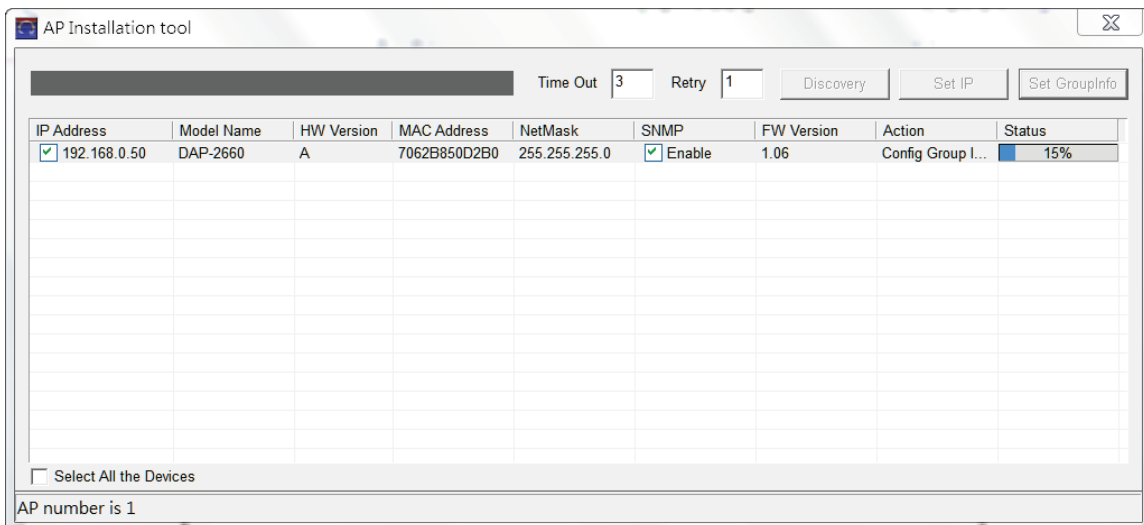 AP Installation tool
Time Out 3 Retry 1 Discovery Set IP Set GroupInfo
IP Address Model Name HW Version MAC Address NetMask SNMP FW Version Action Status
192.168.0.50 DAP-2660 A 7062B850D2B0 255.255.255.0 Enable 1.06 Config Group I... 15%
Select All the Devices
AP number is 1